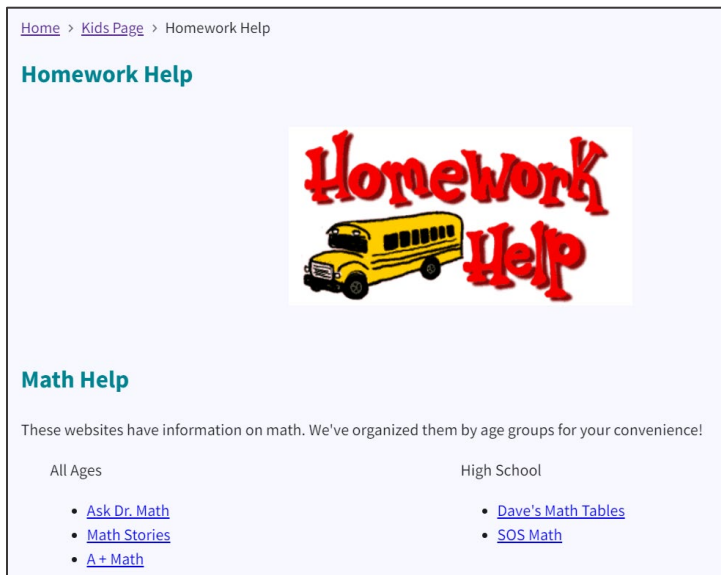 Home > Kids Page > Homework Help
Homework Help
Homework
Help
Math Help
These websites have information on math. We've organized them by age groups for your convenience!
All Ages
• Ask Dr. Math
• Math Stories
• A + Math
High School
• Dave's Math Tables
• SOS Math